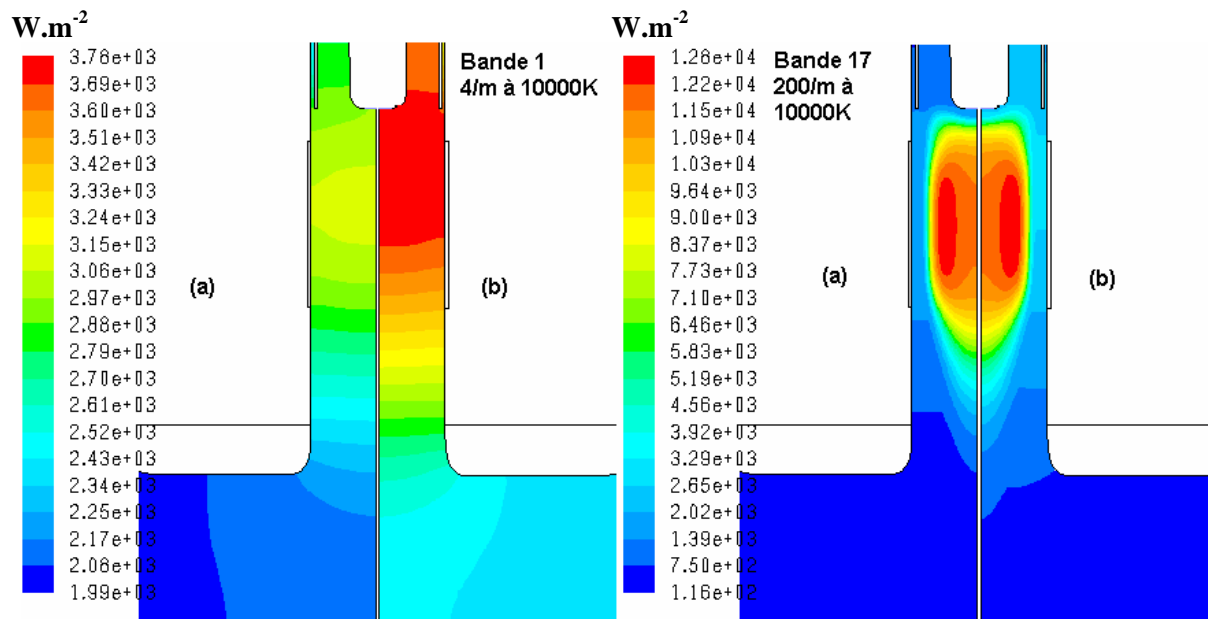 W.m-2
3.78e+03
3.69e+03
3.60e+03
3.51e+03
3.42e+03
3.33e+03
3.24e+03
3.15e+03
3.06e+03
2.97e+03
2.88e+03
2.79e+03
2.70e+03
2.61e+03
2.52e+03
2.43e+03
2.34e+03
2.25e+03
2.17e+03
2.08e+03
1.99e+03
Bande 1
4/m à 10000K
(a)
(b)
W.m-2
1.28e+04
1.22e+04
1.15e+04
1.09e+04
1.03e+04
9.64e+03
9.00e+03
8.37e+03
7.73e+03
7.10e+03
6.46e+03
5.83e+03
5.19e+03
4.56e+03
3.92e+03
3.29e+03
2.65e+03
2.02e+03
1.39e+03
7.50e+02
1.16e+02
Bande 17
200/m à
10000K
(a)
(b)